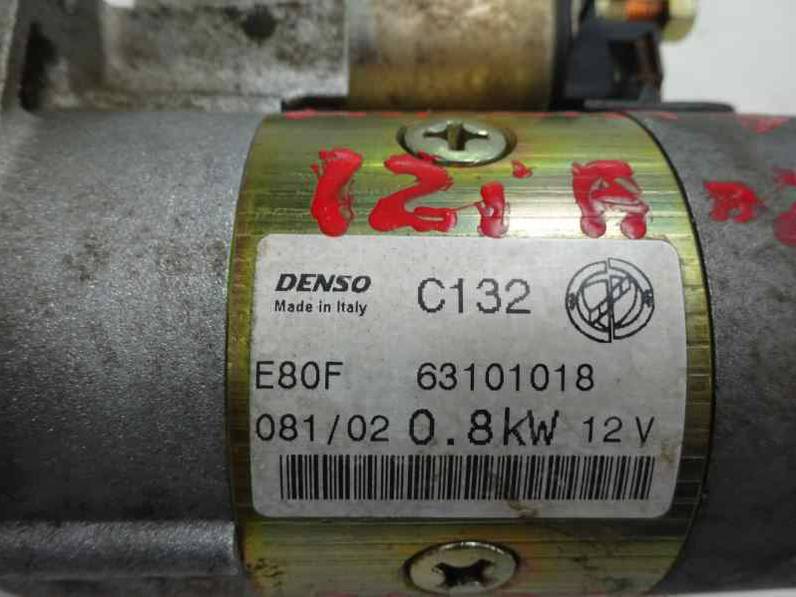 12i A
DENSO
Made in Italy
C132
E80F 63101018
081/02 0.8kW 12V